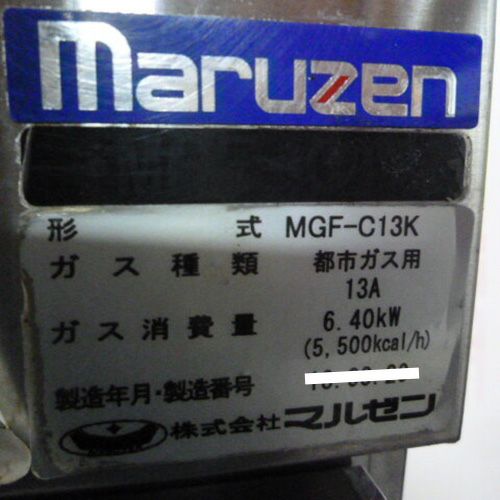 maruzen
形式 MGF-C13K
ガス種類 都市ガス用
13A
ガス消費量 6.40kW
(5,500kcal/h)
製造年月・製造番号
株式会社 マルゼン